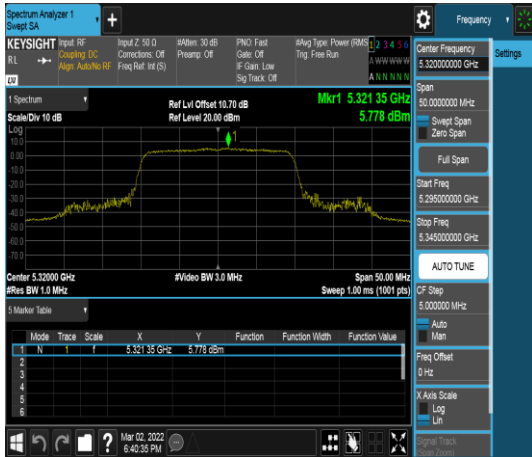 Spectrum Analyzer 1
Swept SA
Frequency
KEYSIGHT
RL
LXI
Input: RF
Coupling: DC
Align: Auto/No RF
Input Z: 50 Ω
Corrections: Off
Freq Ref: Int (S)
#Atten: 30 dB
Preamp: Off
PNO: Fast
Gate: Off
IF Gain: Low
Sig Track: Off
#Avg Type: Power (RMS
Trig: Free Run
1 2 3 4 5 6
A W W W W W
A N N N N N
Center Frequency
5.320000000 GHz
Settings
Span
50.0000000 MHz
Swept Span
Zero Span
Full Span
Start Freq
5.295000000 GHz
Stop Freq
5.345000000 GHz
AUTO TUNE
CF Step
5.000000 MHz
Auto
Man
Freq Offset
0 Hz
X Axis Scale
Log
Lin
Signal Track
(Span Zoom)
1 Spectrum
Scale/Div 10 dB
Ref Lvl Offset 10.70 dB
Ref Level 20.00 dBm
Mkr1 5.321 35 GHz
5.778 dBm
Log
10.0
0.00
-10.0
-20.0
-30.0
-40.0
-50.0
-60.0
-70.0
1
Center 5.32000 GHz
#Res BW 1.0 MHz
#Video BW 3.0 MHz
Span 50.00 MHz
Sweep 1.00 ms (1001 pts)
5 Marker Table
Mode Trace Scale X Y Function Function Width Function Value
1 N 1 f 5.321 35 GHz 5.778 dBm
2
3
4
5
6
?
Mar 02, 2022
6:40:35 PM